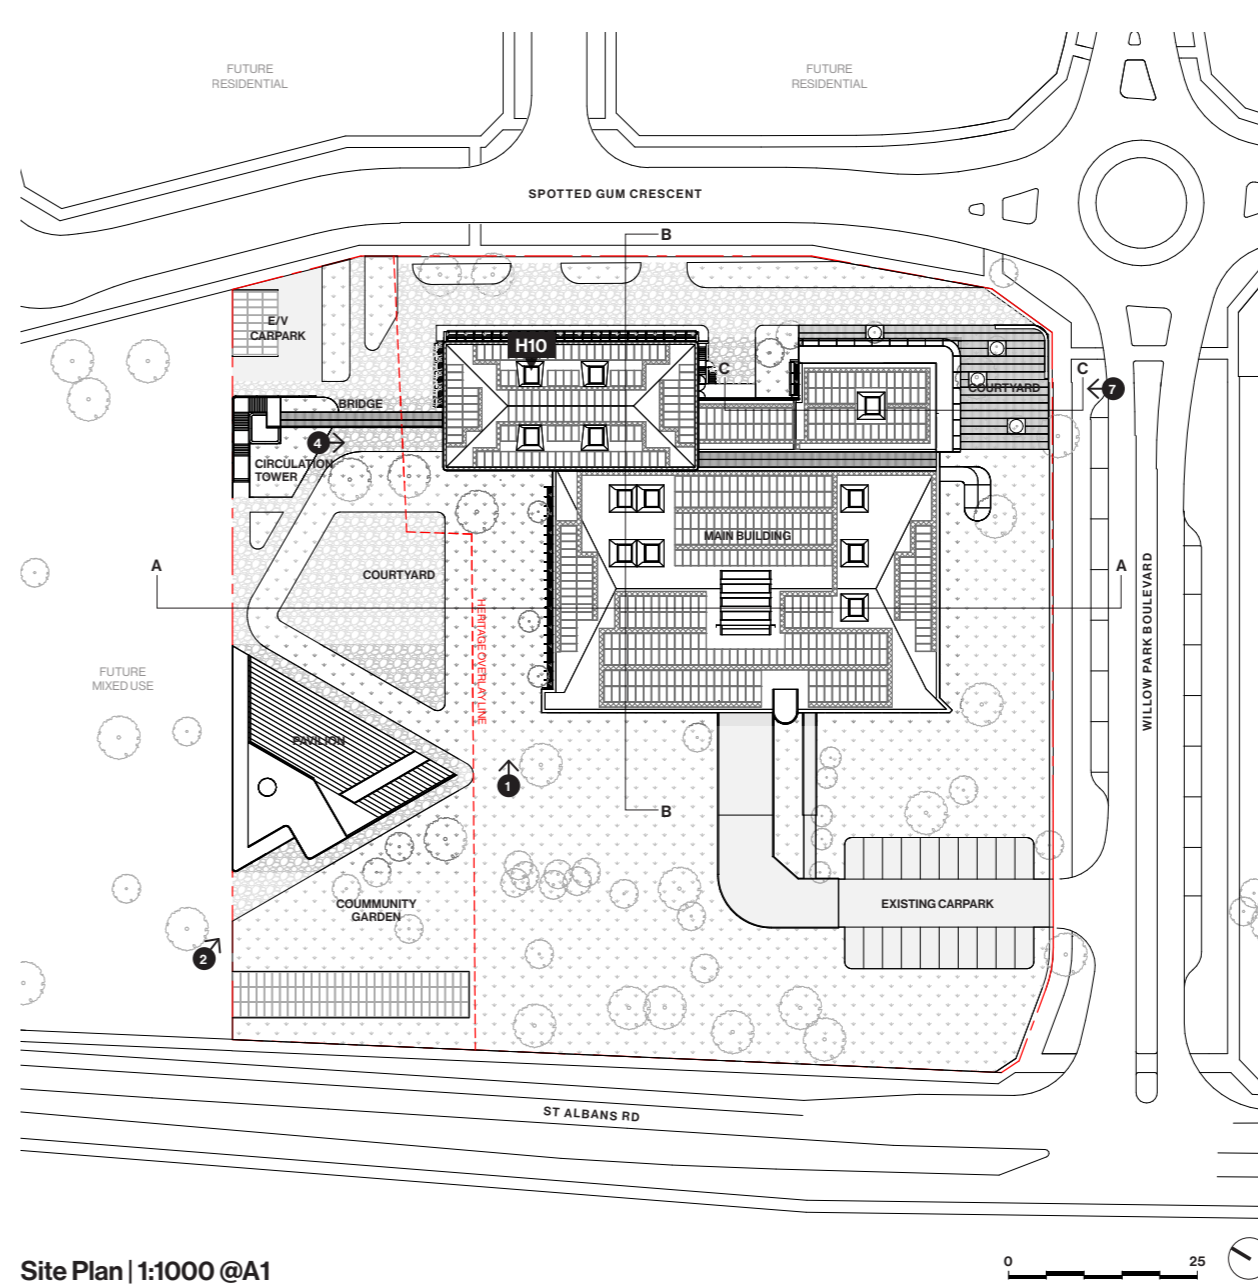 FUTURE
RESIDENTIAL
FUTURE
RESIDENTIAL
SPOTTED GUM CRESCENT
B
E/V
CARPARK
H10
C
C
COURTYARD
7
BRIDGE
4
CIRCULATION
TOWER
MAIN BUILDING
A
COURTYARD
A
HERITAGE OVERLAY LINE
WILLOW PARK BOULEVARD
FUTURE
MIXED USE
PAVILION
1
B
COUMMUNITY
GARDEN
EXISTING CARPARK
2
ST ALBANS RD
Site Plan | 1:1000 @A1
0
25